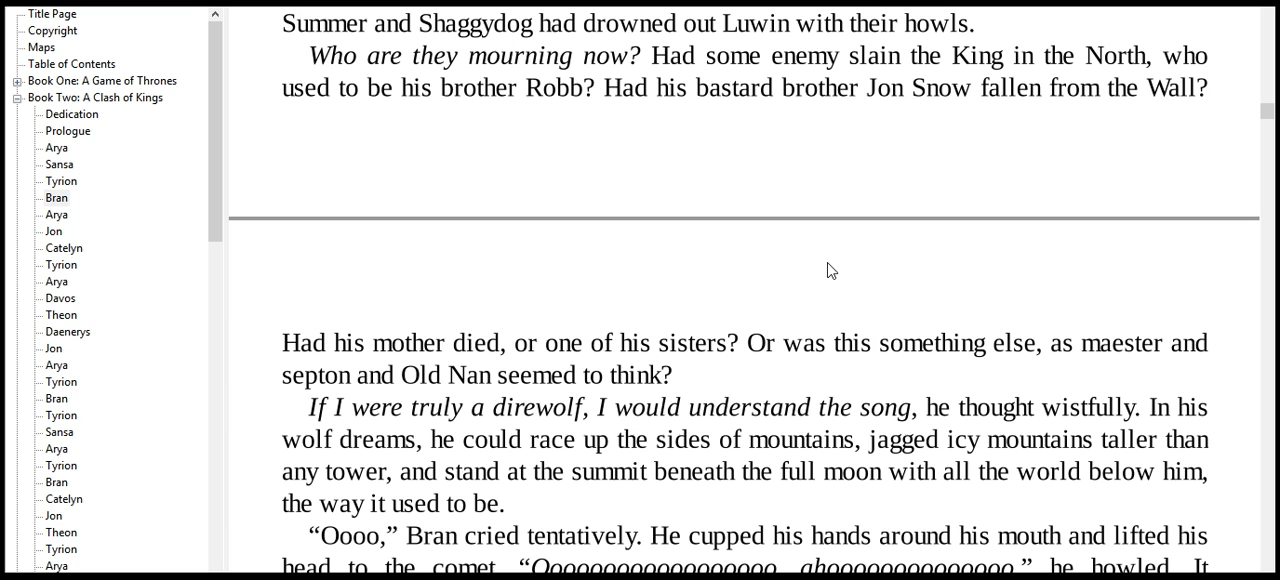 Title Page
Copyright
Maps
Table of Contents
Book One: A Game of Thrones
Book Two: A Clash of Kings
Dedication
Prologue
Arya
Sansa
Tyrion
Bran
Arya
Jon
Catelyn
Tyrion
Arya
Davos
Theon
Daenerys
Jon
Arya
Tyrion
Bran
Tyrion
Sansa
Arya
Tyrion
Bran
Catelyn
Jon
Theon
Tyrion
Arya
Summer and Shaggydog had drowned out Luwin with their howls.
Who are they mourning now? Had some enemy slain the King in the North, who
used to be his brother Robb? Had his bastard brother Jon Snow fallen from the Wall?
Had his mother died, or one of his sisters? Or was this something else, as maester and
septon and Old Nan seemed to think?
If I were truly a direwolf, I would understand the song, he thought wistfully. In his
wolf dreams, he could race up the sides of mountains, jagged icy mountains taller than
any tower, and stand at the summit beneath the full moon with all the world below him,
the way it used to be.
“Oooo,” Bran cried tentatively. He cupped his hands around his mouth and lifted his
head to the comet. “Ooooooooooooooooooo, ahooooooooooooooo,” he howled. It